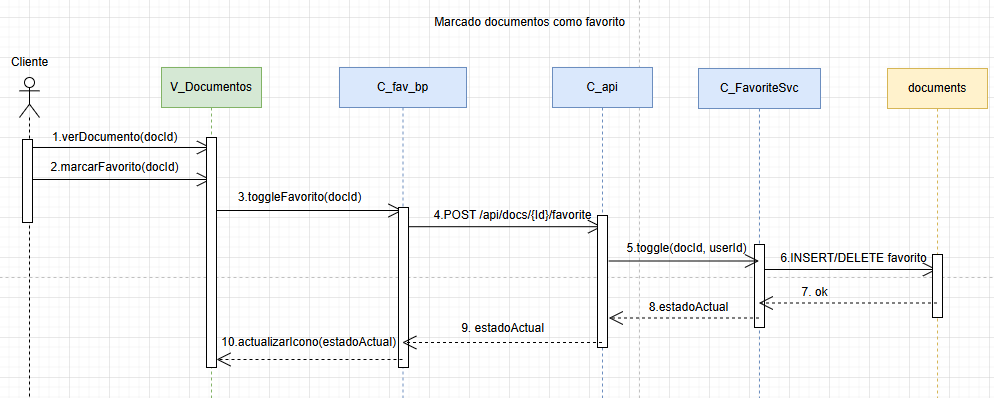 Marcado documentos como favorito
Cliente
V_Documentos
C_fav_bp
C_api
C_FavoriteSvc
documents
1.verDocumento(docId)
2.marcarFavorito(docId)
3.toggleFavorito(docId)
4.POST /api/docs/{Id}/favorite
5.toggle(docId, userId)
6.INSERT/DELETE favorito
7. ok
8.estadoActual
9. estadoActual
10.actualizarIcono(estadoActual)